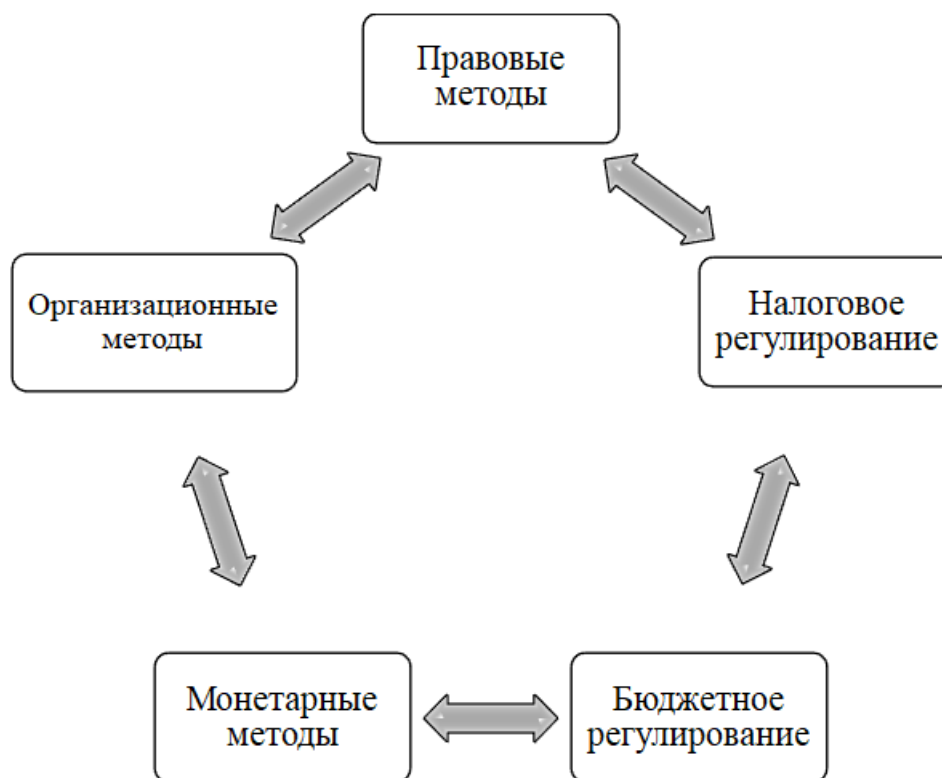 Правовые
методы
Организационные
методы
Налоговое
регулирование
Монетарные
методы
Бюджетное
регулирование